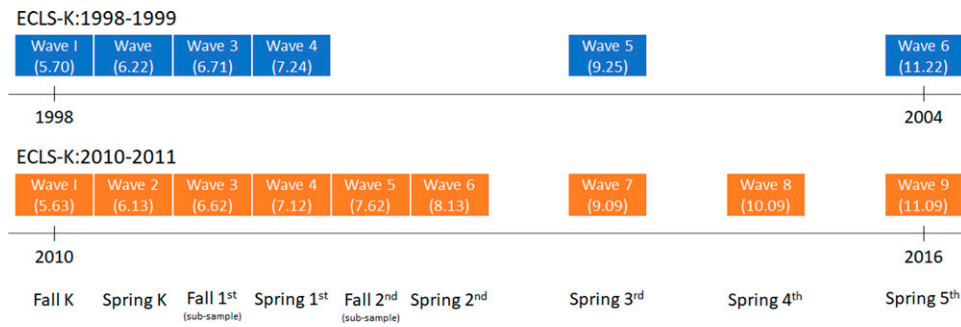 ECLS-K:1998-1999
Wave I Wave Wave 3 Wave 4 Wave 5 Wave 6
(5.70) (6.22) (6.71) (7.24) (9.25) (11.22)
1998 2004
ECLS-K:2010-2011
Wave I Wave 2 Wave 3 Wave 4 Wave 5 Wave 6 Wave 7 Wave 8 Wave 9
(5.63) (6.13) (6.62) (7.12) (7.62) (8.13) (9.09) (10.09) (11.09)
2010 2016
Fall K Spring K Fall 1st Spring 1st Fall 2nd Spring 2nd Spring 3rd Spring 4th Spring 5th
(sub-sample) (sub-sample)